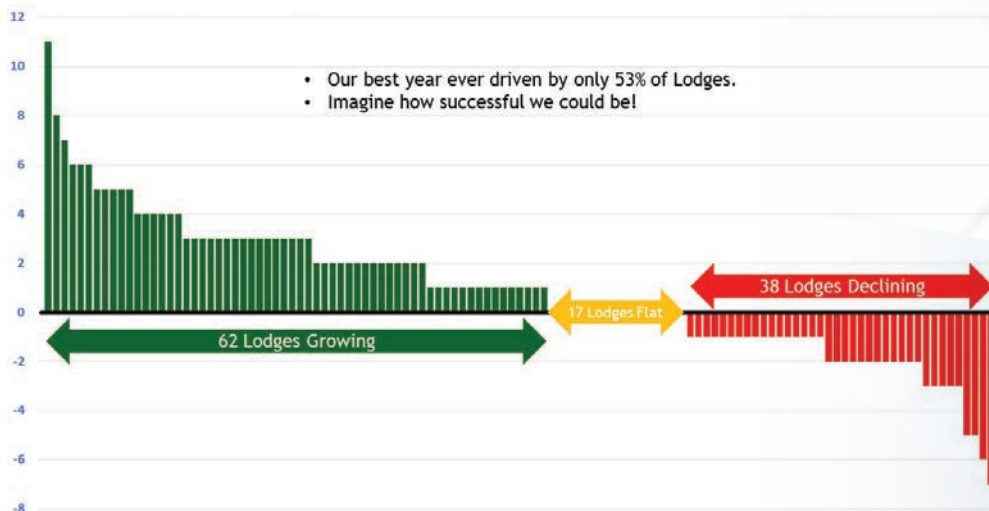 12
10
8
6
4
2
0
-2
-4
-6
-8
• Our best year ever driven by only 53% of Lodges.
• Imagine how successful we could be!
38 Lodges Declining
17 Lodges Flat
62 Lodges Growing